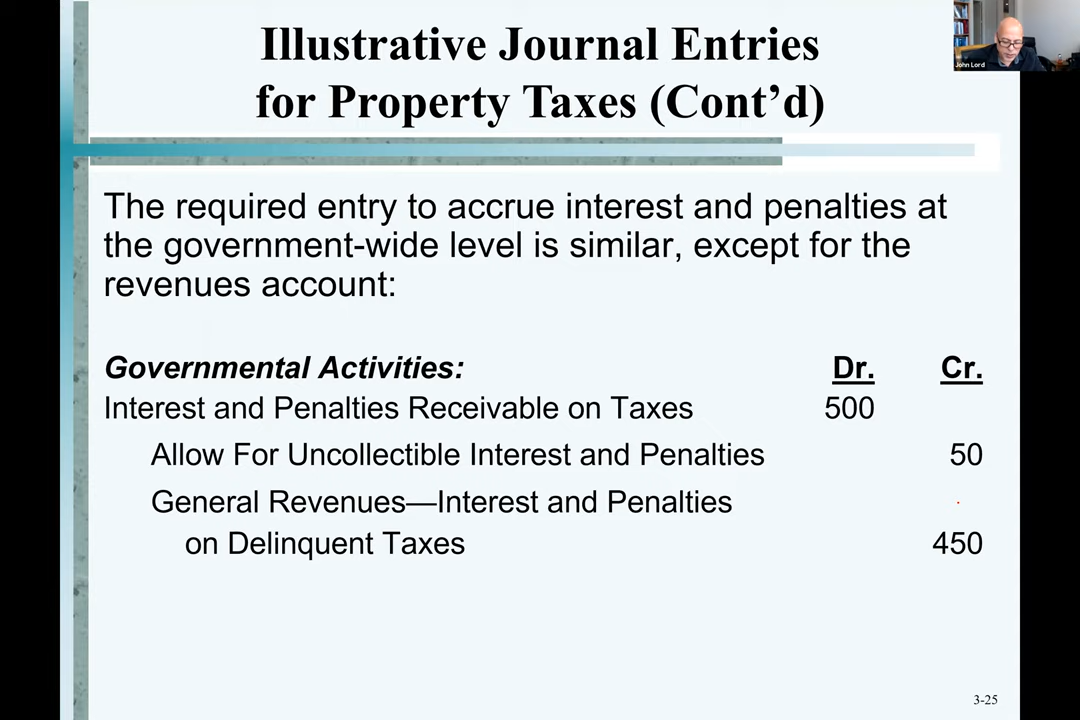 Illustrative Journal Entries
for Property Taxes (Cont’d)
John Lord
The required entry to accrue interest and penalties at
the government-wide level is similar, except for the
revenues account:
Governmental Activities: Dr. Cr.
Interest and Penalties Receivable on Taxes 500
Allow For Uncollectible Interest and Penalties 50
General Revenues—Interest and Penalties
on Delinquent Taxes 450
3-25